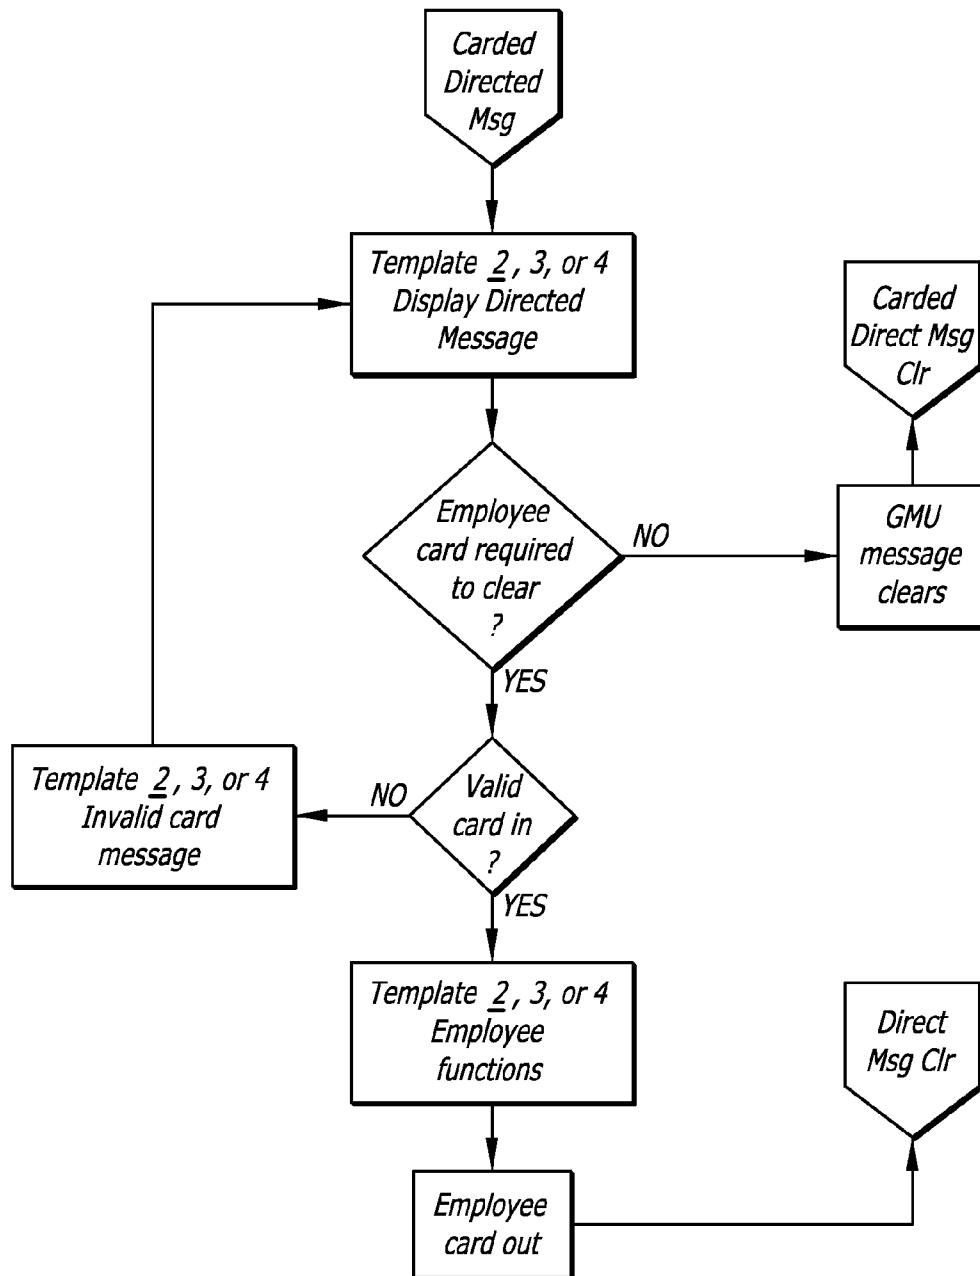 Carded
Directed
Msg
Template 2, 3, or 4
Display Directed
Message
Carded
Direct Msg
Clr
Employee
card required
to clear
?
NO
GMU
message
clears
YES
Template 2, 3, or 4
Invalid card
message
NO
Valid
card in
?
YES
Template 2, 3, or 4
Employee
functions
Direct
Msg Clr
Employee
card out